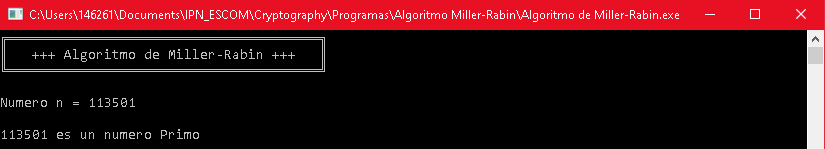 C:\Users\146261\Documents\IPN_ESCOM\Cryptography\Programas\Algoritmo Miller-Rabin\Algoritmo de Miller-Rabin.exe
+++ Algoritmo de Miller-Rabin +++
Numero n = 113501
113501 es un numero Primo